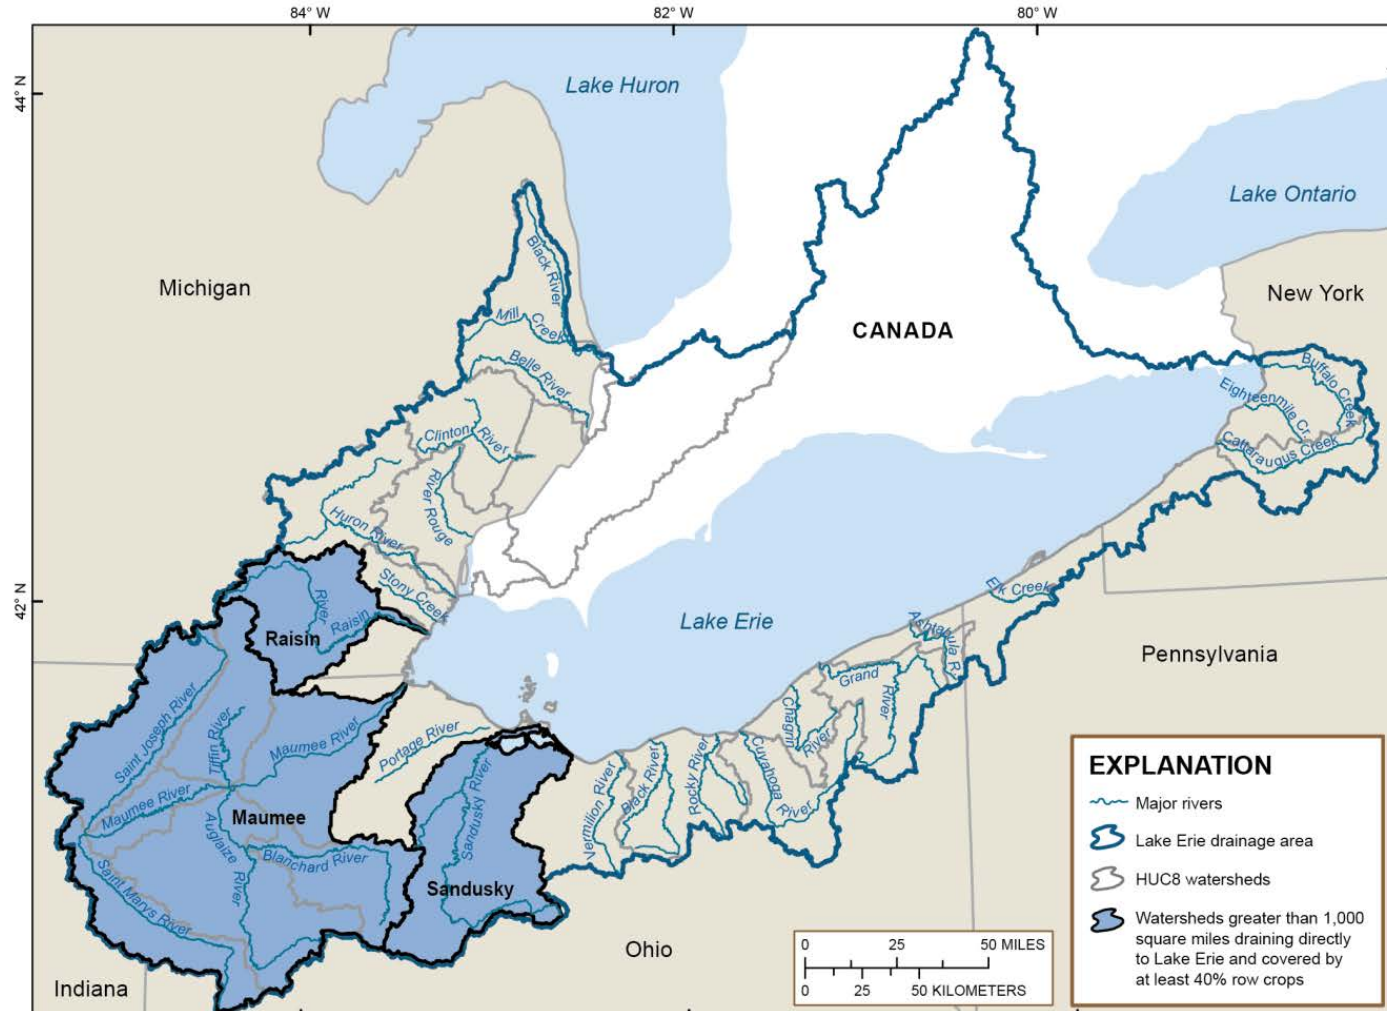 84° W
82° W
80° W
44° N
42° N
Lake Huron
Lake Ontario
Michigan
New York
CANADA
Black River
Mill Creek
Belle River
Buffalo Creek
Eighteenmile Cr.
Cattaraugus Creek
Clinton River
River Rouge
Huron River
Stony Creek
Elk Creek
Lake Erie
Ashtabula R.
Raisin
River Raisin
Pennsylvania
Grand River
Chagrin River
Saint Joseph River
Tiffin River
Maumee River
Portage River
Cuyahoga River
Rocky River
Black River
Vermilion River
Sandusky River
Maumee River
Maumee
Auglaize River
Blanchard River
Sandusky
Saint Marys River
Ohio
Indiana
EXPLANATION
Major rivers
Lake Erie drainage area
HUC8 watersheds
Watersheds greater than 1,000
square miles draining directly
to Lake Erie and covered by
at least 40% row crops
0 25 50 MILES
0 25 50 KILOMETERS